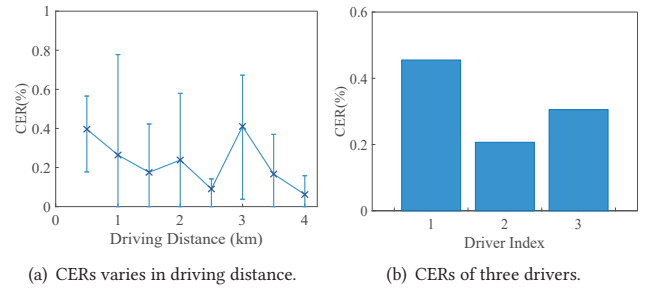 1
0.8
0.6
0.4
0.2
0
CER(%)
0 1 2 3 4
Driving Distance (km)
(a) CERs varies in driving distance.
0.6
0.4
0.2
0
CER(%)
1 2 3
Driver Index
(b) CERs of three drivers.